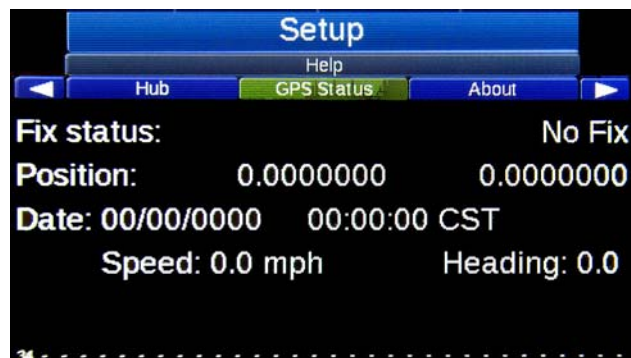 Setup
Help
Hub GPS Status About
Fix status: No Fix
Position: 0.0000000 0.0000000
Date: 00/00/0000 00:00:00 CST
Speed: 0.0 mph Heading: 0.0
34